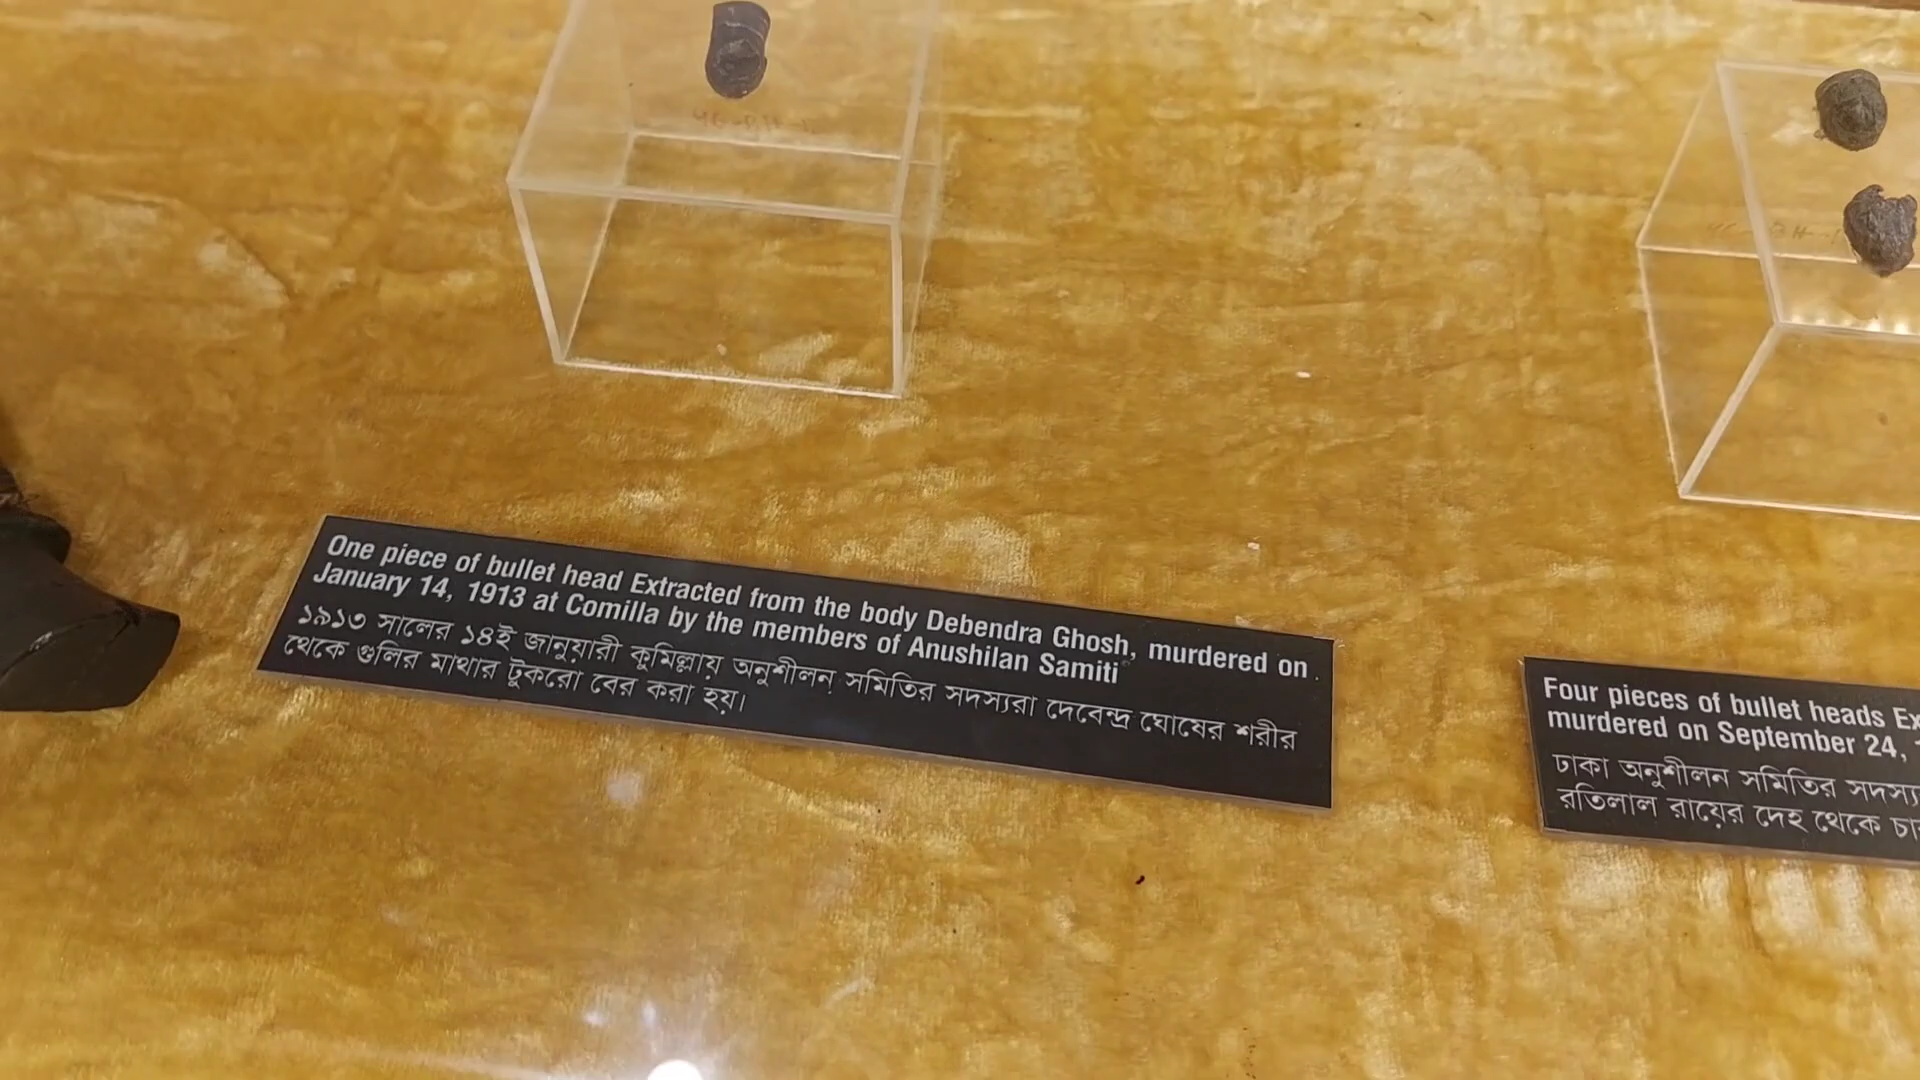 One piece of bullet head Extracted from the body Debendra Ghosh, murdered on
January 14, 1913 at Comilla by the members of Anushilan Samiti
১৯১৩ সালের ১৪ই জানুয়ারী কুমিল্লায় অনুশীলন সমিতির সদস্যরা দেবেন্দ্র ঘোষের শরীর
থেকে গুলির মাথার টুকরো বের করা হয়।
Four pieces of bullet heads
murdered on September 24,
ঢাকা অনুশীলন সমিতির
রতিলাল রায়ের দেহ থেকে